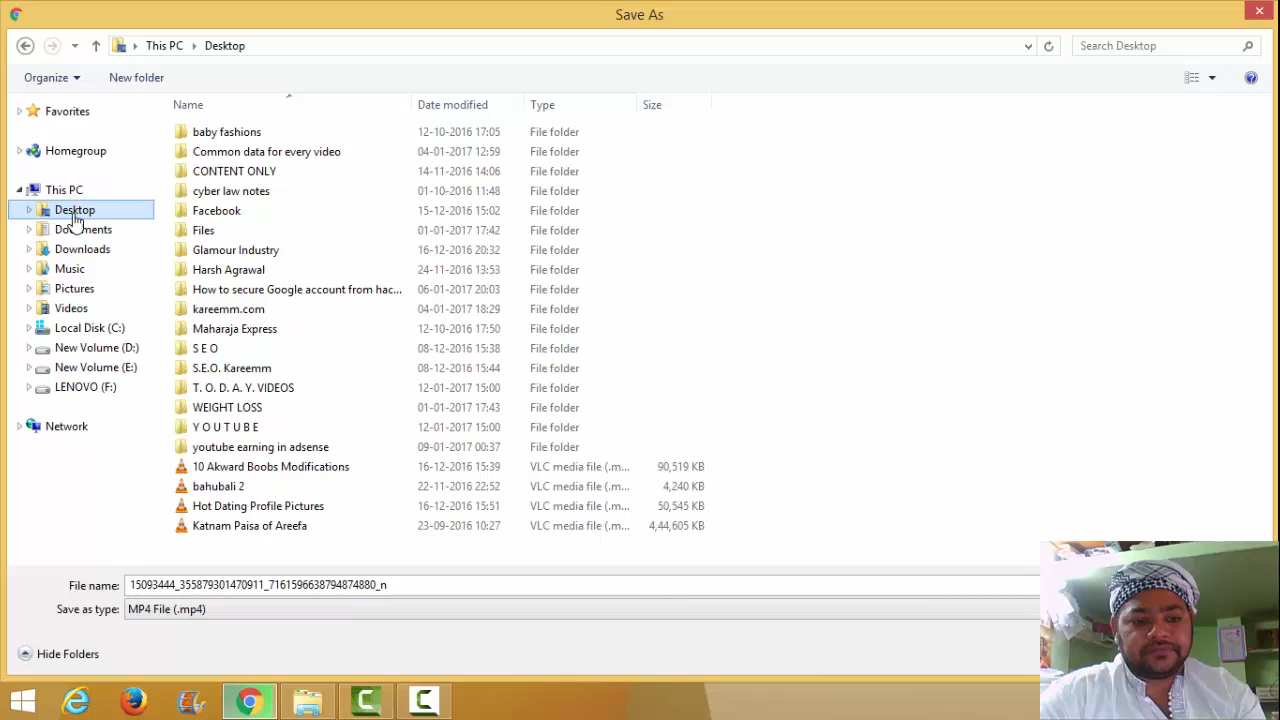 Save As
This PC Desktop
Search Desktop
Organize New folder
Name Date modified Type Size
Favorites
Homegroup
This PC
Desktop
Documents
Downloads
Music
Pictures
Videos
Local Disk (C:)
New Volume (D:)
New Volume (E:)
LENOVO (F:)
Network
baby fashions 12-10-2016 17:05 File folder
Common data for every video 04-01-2017 12:59 File folder
CONTENT ONLY 14-11-2016 14:06 File folder
cyber law notes 01-10-2016 11:48 File folder
Facebook 15-12-2016 15:02 File folder
Files 01-01-2017 17:42 File folder
Glamour Industry 16-12-2016 20:32 File folder
Harsh Agrawal 24-11-2016 13:53 File folder
How to secure Google account from hac... 06-01-2017 20:03 File folder
kareemm.com 04-01-2017 18:29 File folder
Maharaja Express 12-10-2016 17:50 File folder
S E O 08-12-2016 15:38 File folder
S.E.O. Kareemm 08-12-2016 15:44 File folder
T. O. D. A. Y. VIDEOS 12-01-2017 15:00 File folder
WEIGHT LOSS 01-01-2017 17:43 File folder
Y O U T U B E 12-01-2017 15:00 File folder
youtube earning in adsense 09-01-2017 00:37 File folder
10 Akward Boobs Modifications 16-12-2016 15:39 VLC media file (.m... 90,519 KB
bahubali 2 22-11-2016 22:52 VLC media file (.m... 4,240 KB
Hot Dating Profile Pictures 16-12-2016 15:51 VLC media file (.m... 50,545 KB
Katnam Paisa of Areefa 23-09-2016 10:27 VLC media file (.m... 4,44,605 KB
File name: 15093444_355879301470911_7161596638794874880_n
Save as type: MP4 File (.mp4)
Hide Folders